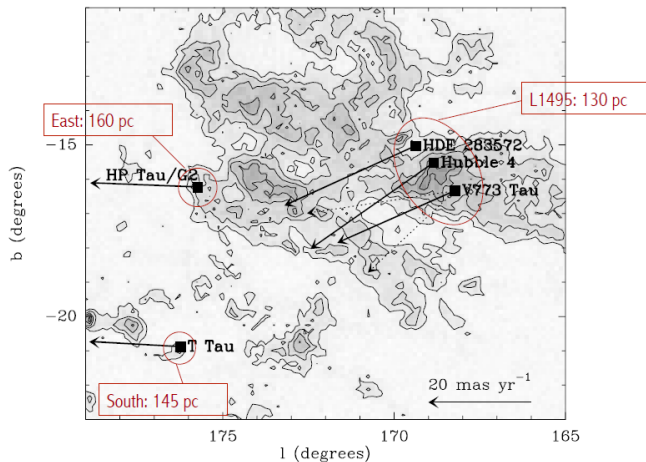 L1495: 130 pc
East: 160 pc
HDE 283572
Hubble 4
HP Tau/G2
V773 Tau
T Tau
South: 145 pc
20 mas yr⁻¹
−15
−20
b (degrees)
175
170
165
l (degrees)